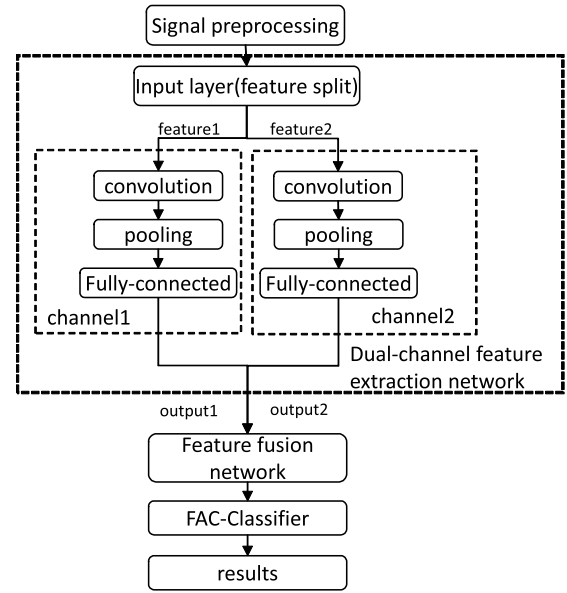 Signal preprocessing
Input layer(feature split)
feature1
feature2
convolution
pooling
Fully-connected
channel1
convolution
pooling
Fully-connected
channel2
Dual-channel feature
extraction network
output1
output2
Feature fusion
network
FAC-Classifier
results